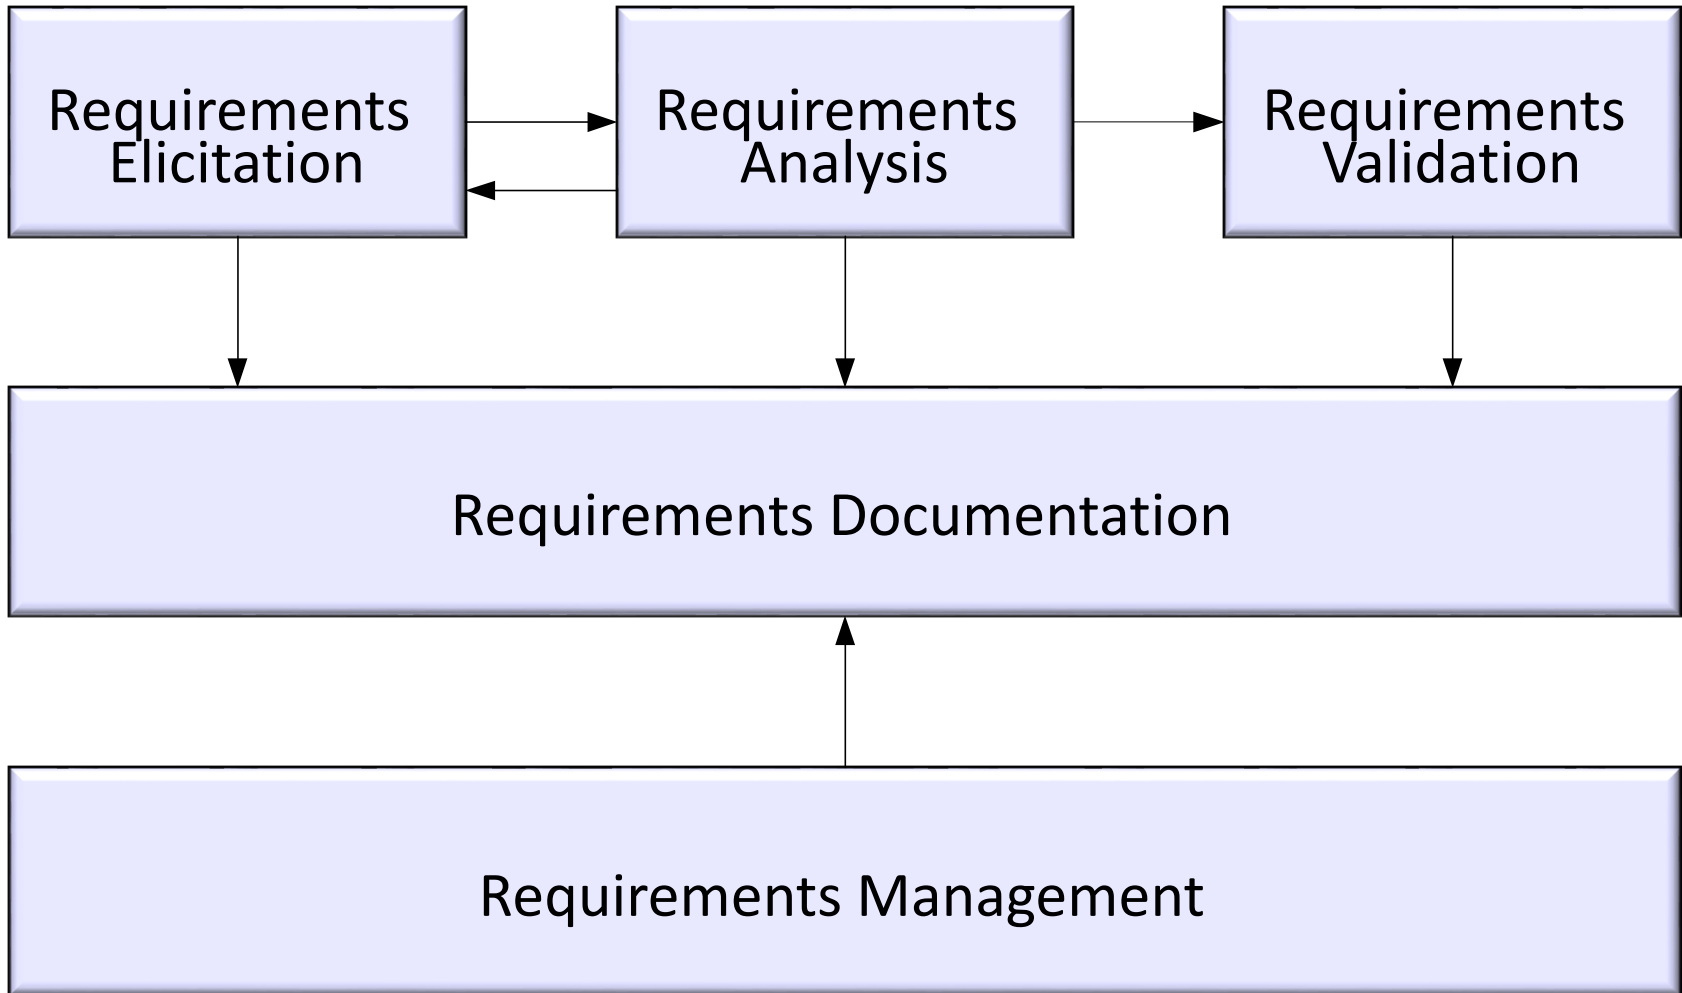 Requirements
Elicitation
Requirements
Analysis
Requirements
Validation
Requirements Documentation
Requirements Management